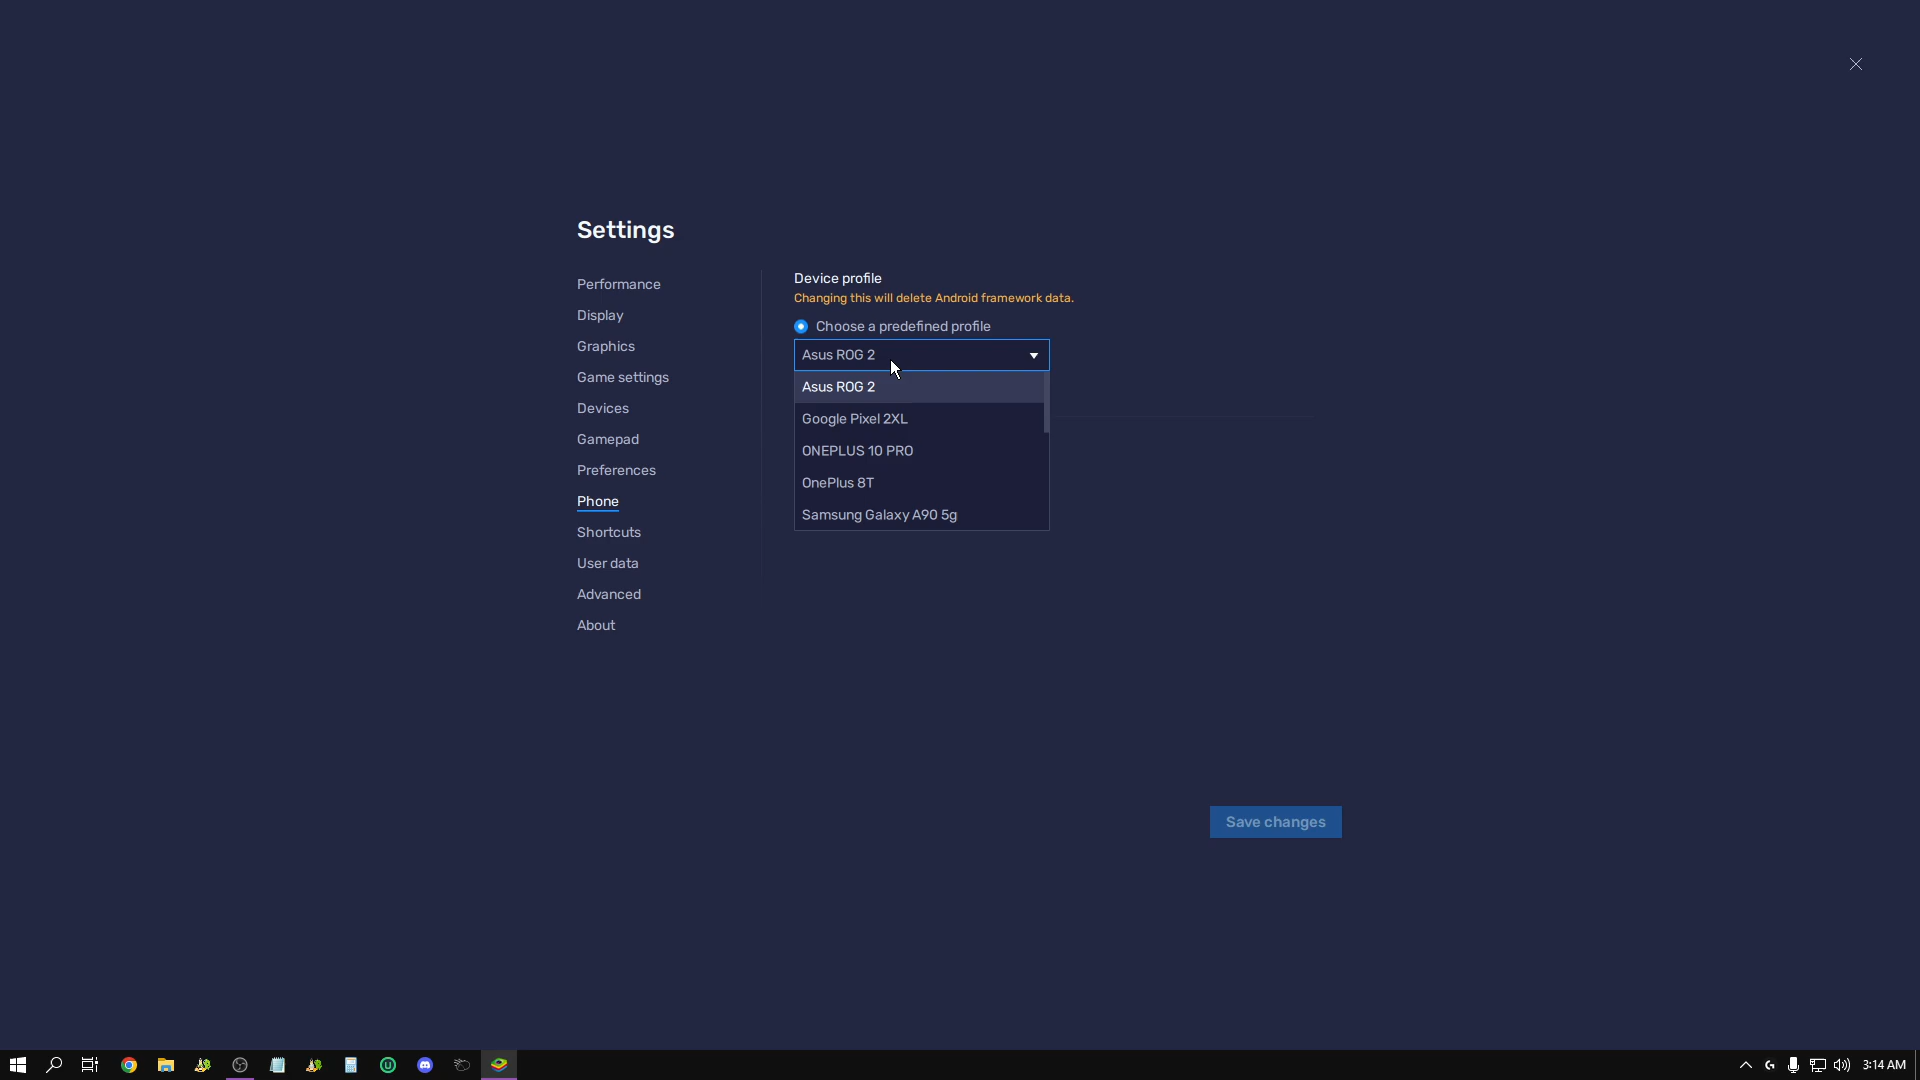 Settings
Performance
Display
Graphics
Game settings
Devices
Gamepad
Preferences
Phone
Shortcuts
User data
Advanced
About
Device profile
Changing this will delete Android framework data.
Choose a predefined profile
Asus ROG 2
Asus ROG 2
Google Pixel 2XL
ONEPLUS 10 PRO
OnePlus 8T
Samsung Galaxy A90 5g
Save changes
3:14 AM